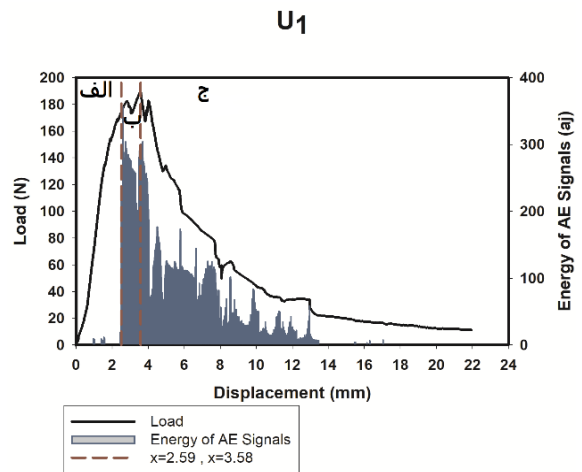 U1
الف
ب
ج
200
180
160
140
120
100
80
60
40
20
0
Load (N)
400
300
200
100
0
Energy of AE Signals (aj)
0 2 4 6 8 10 12 14 16 18 20 22 24
Displacement (mm)
Load
Energy of AE Signals
x=2.59 , x=3.58